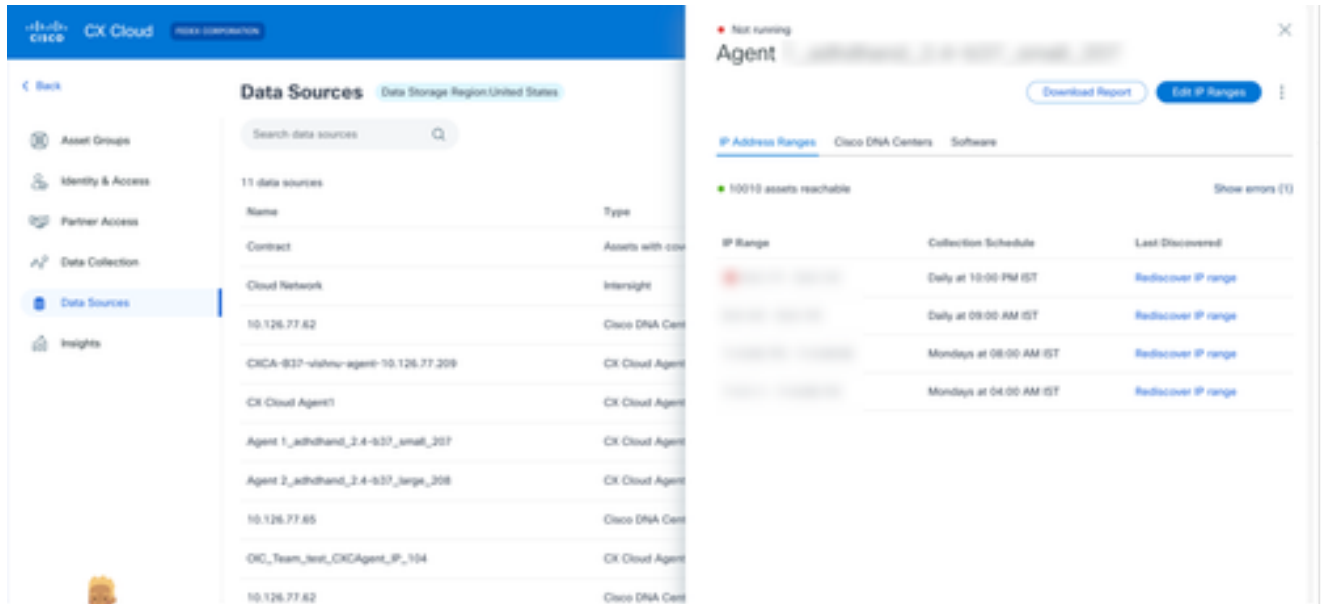 CISCO CX Cloud FEDEX CORPORATION
Back
Asset Groups
Identity & Access
Partner Access
Data Collection
Data Sources
Insights
Data Sources Data Storage Region:United States
Search data sources
11 data sources
Name Type
Contract Assets with cov
Cloud Network Intersight
10.126.77.62 Cisco DNA Cent
CXCA-B37-vishnu-agent-10.126.77.209 CX Cloud Agent
CX Cloud Agent1 CX Cloud Agent
Agent 1_adhdhand_2.4-b37_small_207 CX Cloud Agent
Agent 2_adhdhand_2.4-b37_large_208 CX Cloud Agent
10.126.77.65 Cisco DNA Cent
OIC_Team_test_CXCAgent_IP_104 CX Cloud Agent
10.126.77.62 Cisco DNA Cent
Not running
Agent
Download Report Edit IP Ranges
IP Address Ranges Cisco DNA Centers Software
10010 assets reachable Show errors (1)
IP Range Collection Schedule Last Discovered
Daily at 10:00 PM IST Rediscover IP range
Daily at 09:00 AM IST Rediscover IP range
Mondays at 08:00 AM IST Rediscover IP range
Mondays at 04:00 AM IST Rediscover IP range